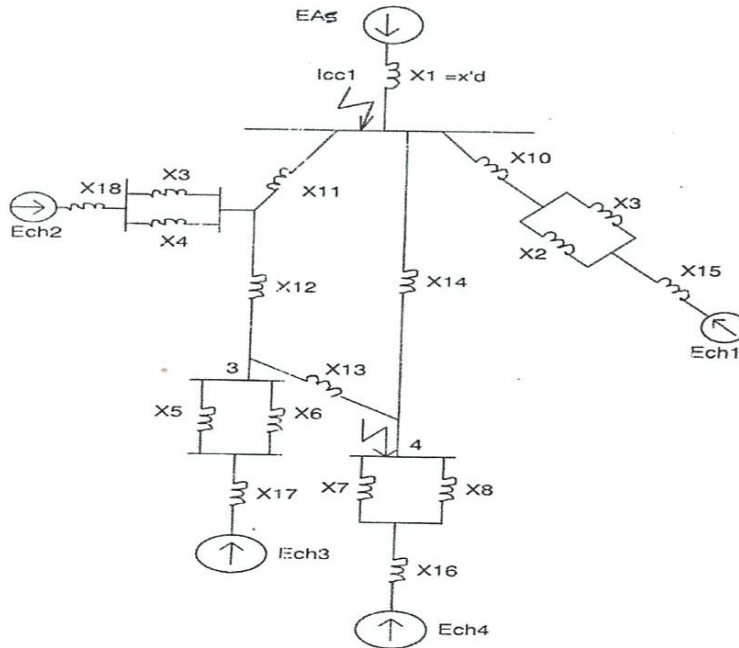 EAs
Icc1
X1 =x'd
X10
X3
X18
X11
X3
X2
Ech2
X4
X15
X12
X14
Ech1
X13
3
X5
X6
4
X7
X8
X17
Ech3
X16
Ech4